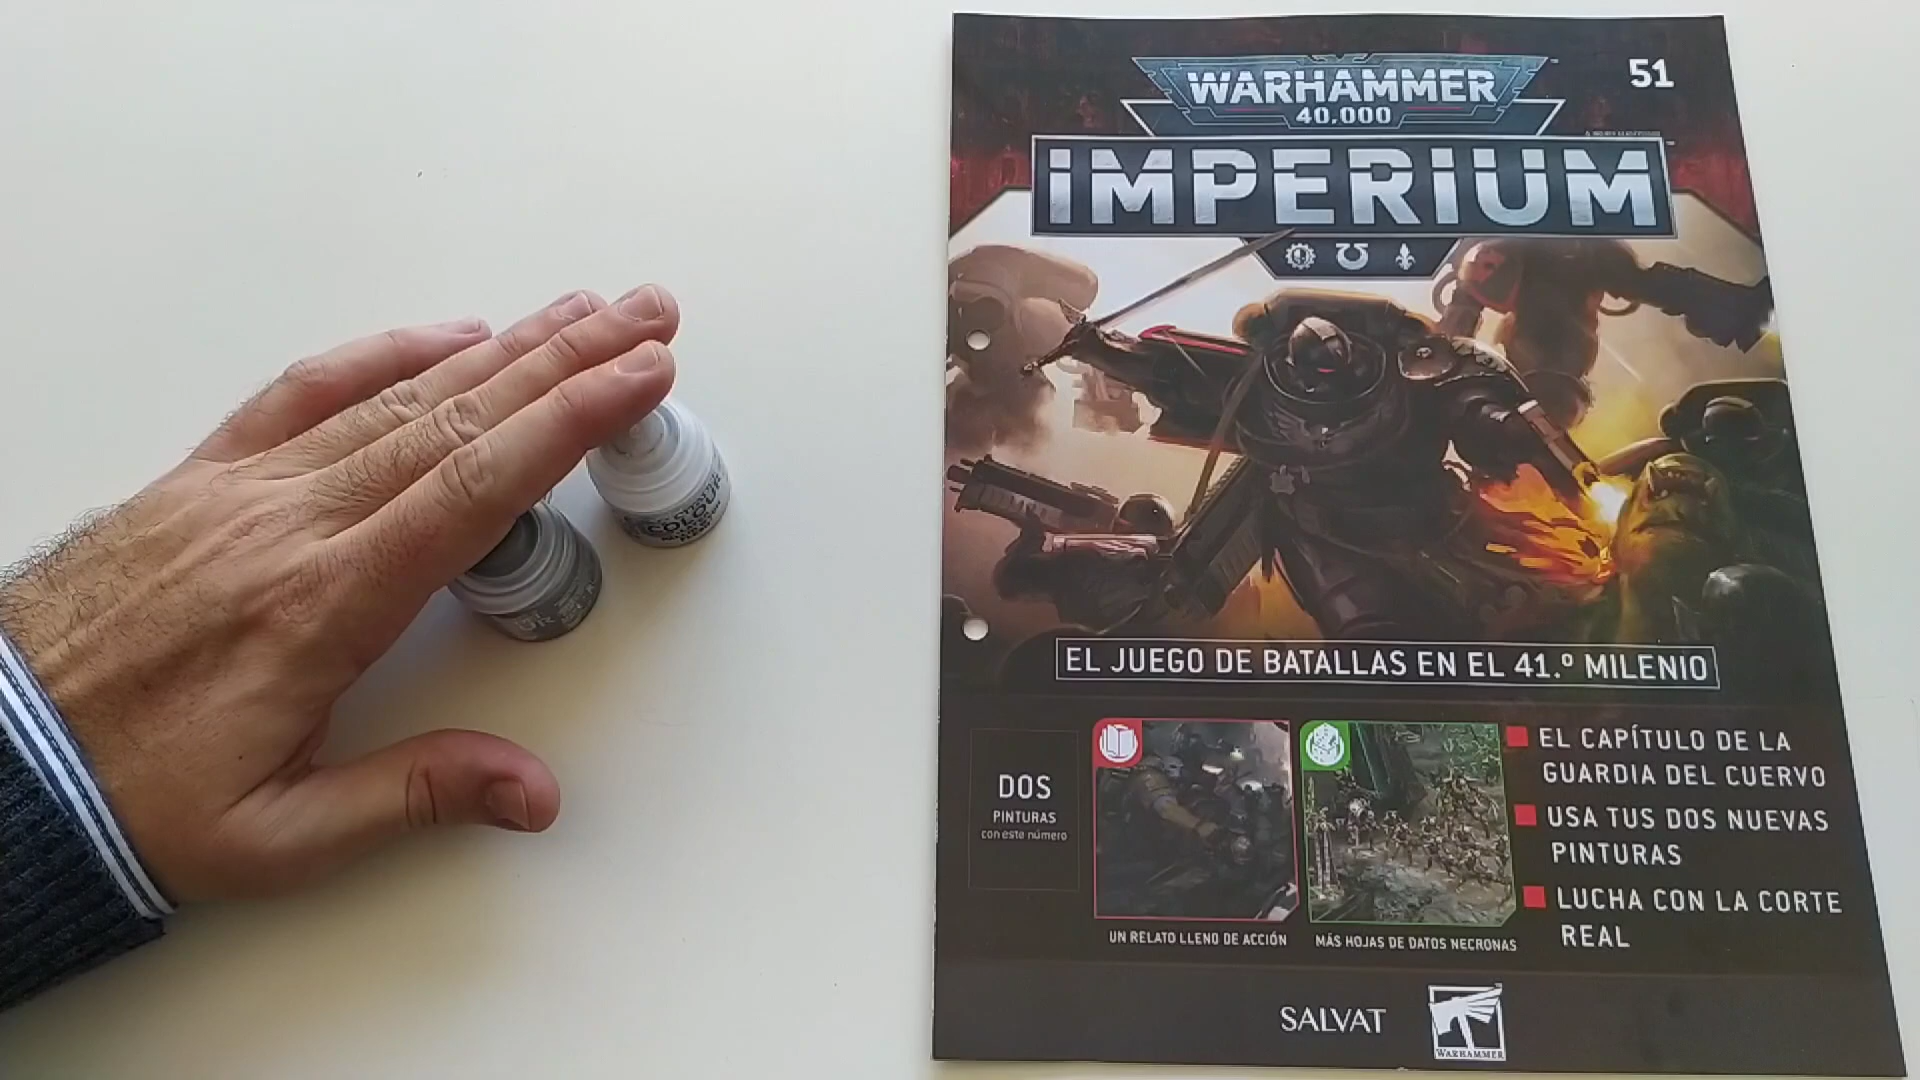 51
WARHAMMER
40.000
IMPERIUM
EL JUEGO DE BATALLAS EN EL 41.º MILENIO
DOS
PINTURAS
con este número
UN RELATO LLENO DE ACCIÓN
MÁS HOJAS DE DATOS NECRONAS
EL CAPÍTULO DE LA
GUARDIA DEL CUERVO
USA TUS DOS NUEVAS
PINTURAS
LUCHA CON LA CORTE
REAL
SALVAT
WARHAMMER
COLOUR